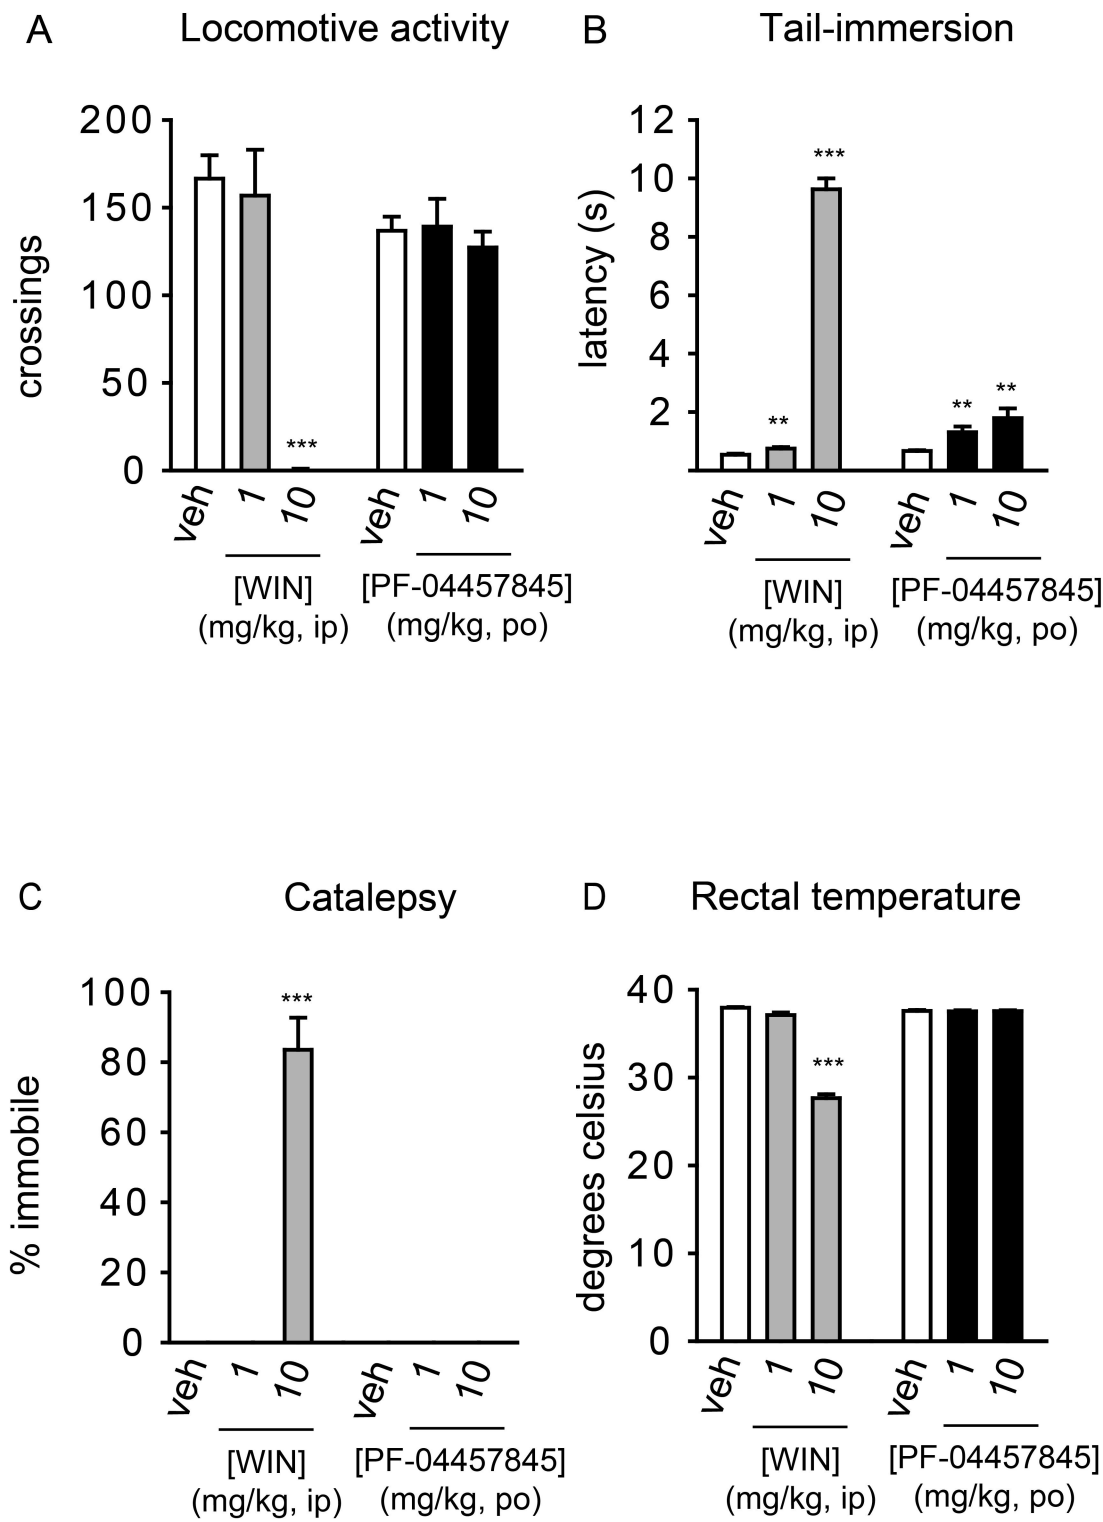 A
Locomotive activity
crossings
200
150
100
50
0
***
veh
1
10
veh
1
10
[WIN]
(mg/kg, ip)
[PF-04457845]
(mg/kg, po)
B
Tail-immersion
latency (s)
12
10
8
6
4
2
**
***
**
**
veh
1
10
veh
1
10
[WIN]
(mg/kg, ip)
[PF-04457845]
(mg/kg, po)
C
Catalepsy
% immobile
100
80
60
40
20
0
***
veh
1
10
veh
1
10
[WIN]
(mg/kg, ip)
[PF-04457845]
(mg/kg, po)
D
Rectal temperature
degrees celsius
40
30
20
10
0
***
veh
1
10
veh
1
10
[WIN]
(mg/kg, ip)
[PF-04457845]
(mg/kg, po)